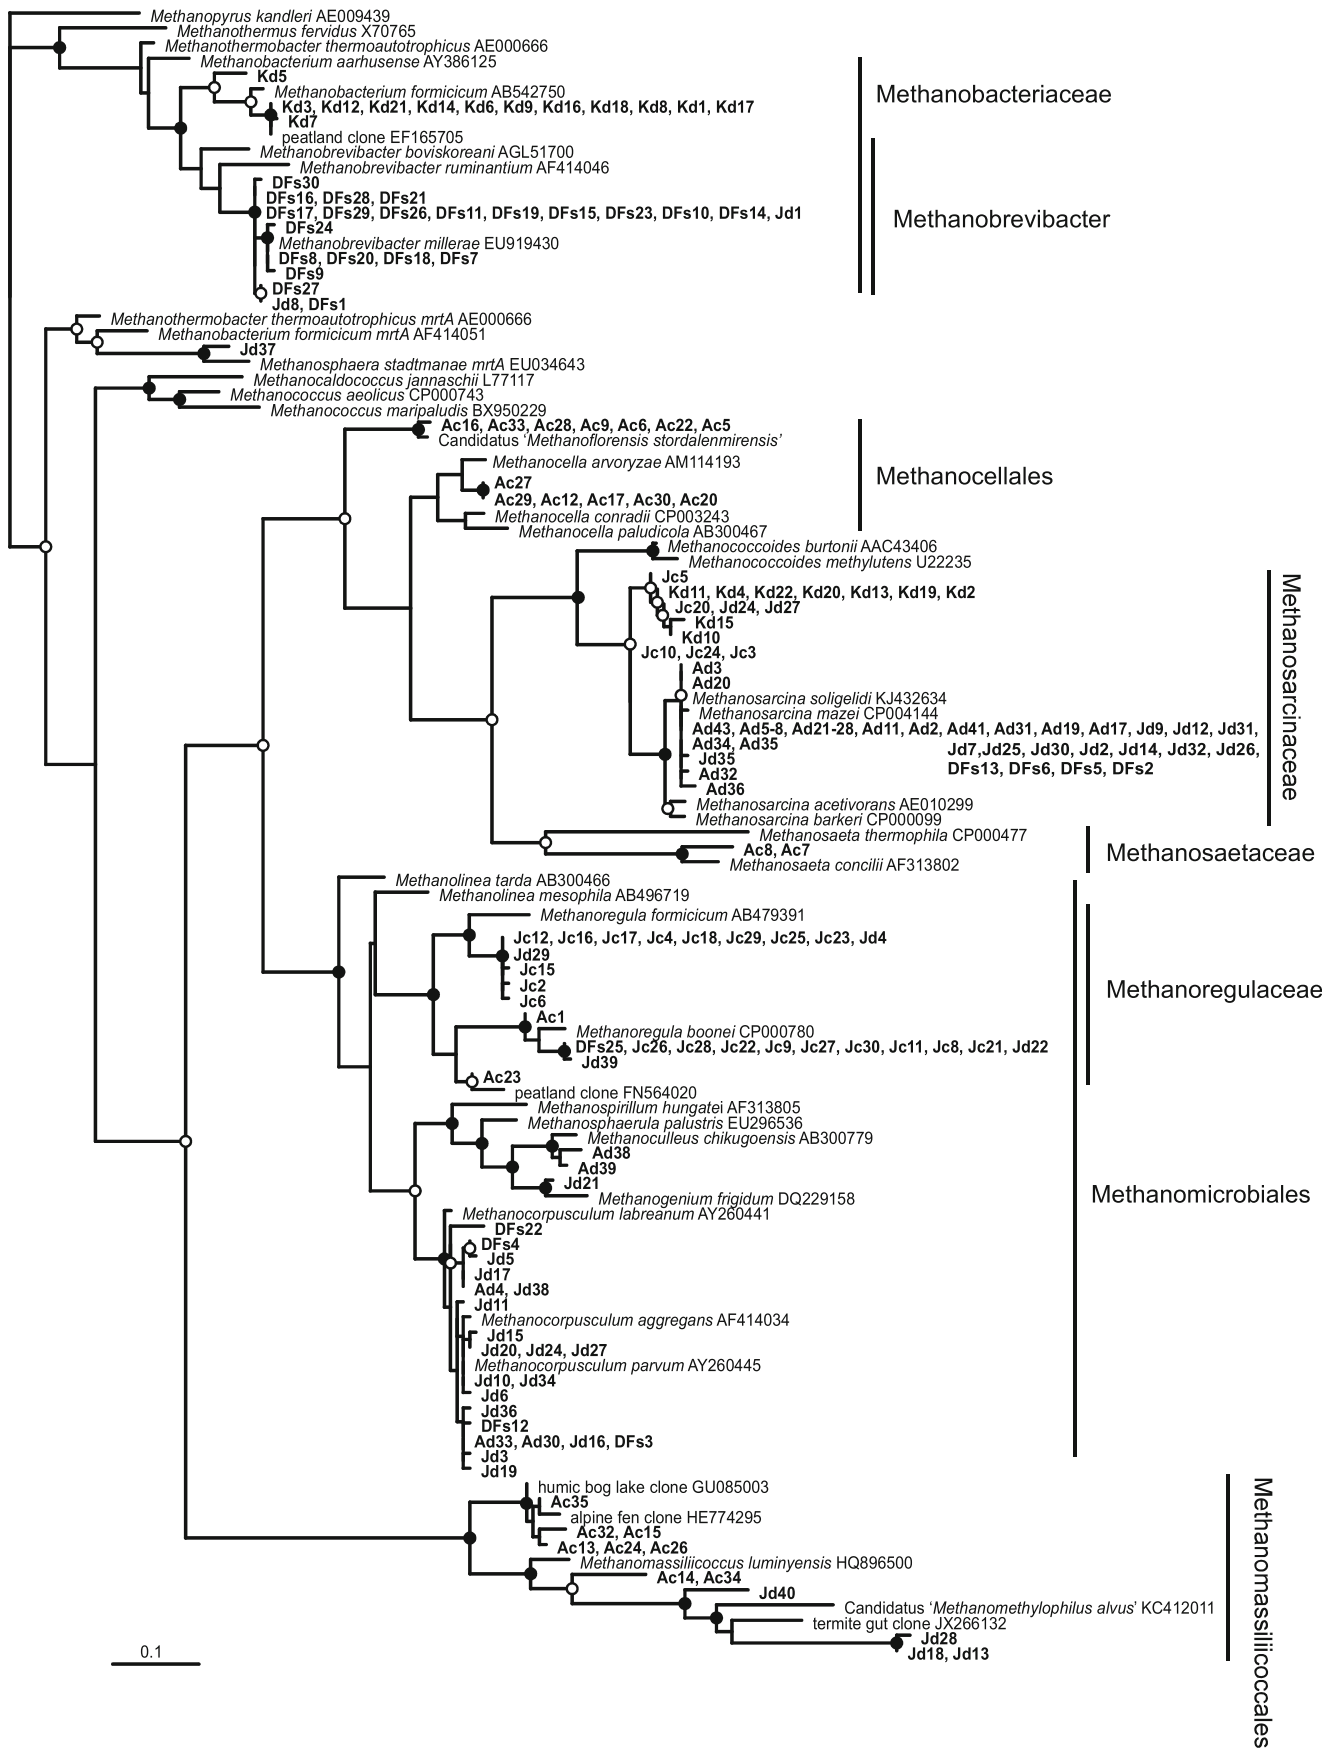 Methanopyrus kandleri AE009439
Methanothermus fervidus X70765
Methanothermobacter thermoautotrophicus AE000666
Methanobacterium aarhusense AY386125
Kd5
Methanobacterium formicicum AB542750
Kd3, Kd12, Kd21, Kd14, Kd6, Kd9, Kd16, Kd18, Kd8, Kd1, Kd17
Kd7
peatland clone EF165705
Methanobacteriaceae
Methanobrevibacter boviskoreani AGL51700
Methanobrevibacter ruminantium AF414046
DFs30
DFs16, DFs28, DFs21
DFs17, DFs29, DFs26, DFs11, DFs19, DFs15, DFs23, DFs10, DFs14, Jd1
DFs24
Methanobrevibacter millerae EU919430
DFs8, DFs20, DFs18, DFs7
DFs9
DFs27
Jd8, DFs1
Methanobrevibacter
Methanothermobacter thermoautotrophicus mrtA AE000666
Methanobacterium formicicum mrtA AF414051
Jd37
Methanosphaera stadtmanae mrtA EU034643
Methanocaldococcus jannaschii L77117
Methanococcus aeolicus CP000743
Methanococcus maripaludis BX950229
Ac16, Ac33, Ac28, Ac9, Ac6, Ac22, Ac5
Candidatus ‘Methanoflorensis stordalenmirensis’
Methanocella arvoryzae AM114193
Ac27
Ac29, Ac12, Ac17, Ac30, Ac20
Methanocella conradii CP003243
Methanocella paludicola AB300467
Methanocellales
Methanococcoides burtonii AAC43406
Methanococcoides methylutens U22235
Jc5
Kd11, Kd4, Kd22, Kd20, Kd13, Kd19, Kd2
Jc20, Jd24, Jd27
Kd15
Kd10
Jc10, Jc24, Jc3
Ad3
Ad20
Methanosarcina soligelidi KJ432634
Methanosarcina mazei CP004144
Ad43, Ad5-8, Ad21-28, Ad11, Ad2, Ad41, Ad31, Ad19, Ad17, Jd9, Jd12, Jd31,
Jd7,Jd25, Jd30, Jd2, Jd14, Jd32, Jd26,
DFs13, DFs6, DFs5, DFs2
Ad34, Ad35
Jd35
Ad32
Ad36
Methanosarcina acetivorans AE010299
Methanosarcina barkeri CP000099
Methanosarcinaceae
Methanosaeta thermophila CP000477
Ac8, Ac7
Methanosaeta concilii AF313802
Methanosaetaceae
Methanolinea tarda AB300466
Methanolinea mesophila AB496719
Methanoregula formicicum AB479391
Jc12, Jc16, Jc17, Jc4, Jc18, Jc29, Jc25, Jc23, Jd4
Jd29
Jc15
Jc2
Jc6
Ac1
Methanoregula boonei CP000780
DFs25, Jc26, Jc28, Jc22, Jc9, Jc27, Jc30, Jc11, Jc8, Jc21, Jd22
Jd39
Ac23
peatland clone FN564020
Methanoregulaceae
Methanospirillum hungatei AF313805
Methanosphaerula palustris EU296536
Methanoculleus chikugoensis AB300779
Ad38
Ad39
Jd21
Methanogenium frigidum DQ229158
Methanomicrobiales
Methanocorpusculum labreanum AY260441
DFs22
DFs4
Jd5
Jd17
Ad4, Jd38
Jd11
Methanocorpusculum aggregans AF414034
Jd15
Jd20, Jd24, Jd27
Methanocorpusculum parvum AY260445
Jd10, Jd34
Jd6
Jd36
DFs12
Ad33, Ad30, Jd16, DFs3
Jd3
Jd19
humic bog lake clone GU085003
Ac35
alpine fen clone HE774295
Ac32, Ac15
Ac13, Ac24, Ac26
Methanomassiliicoccus luminyensis HQ896500
Ac14, Ac34
Jd40
Candidatus ‘Methanomethylophilus alvus’ KC412011
termite gut clone JX266132
Jd28
Jd18, Jd13
Methanomassiliicoccales
0.1